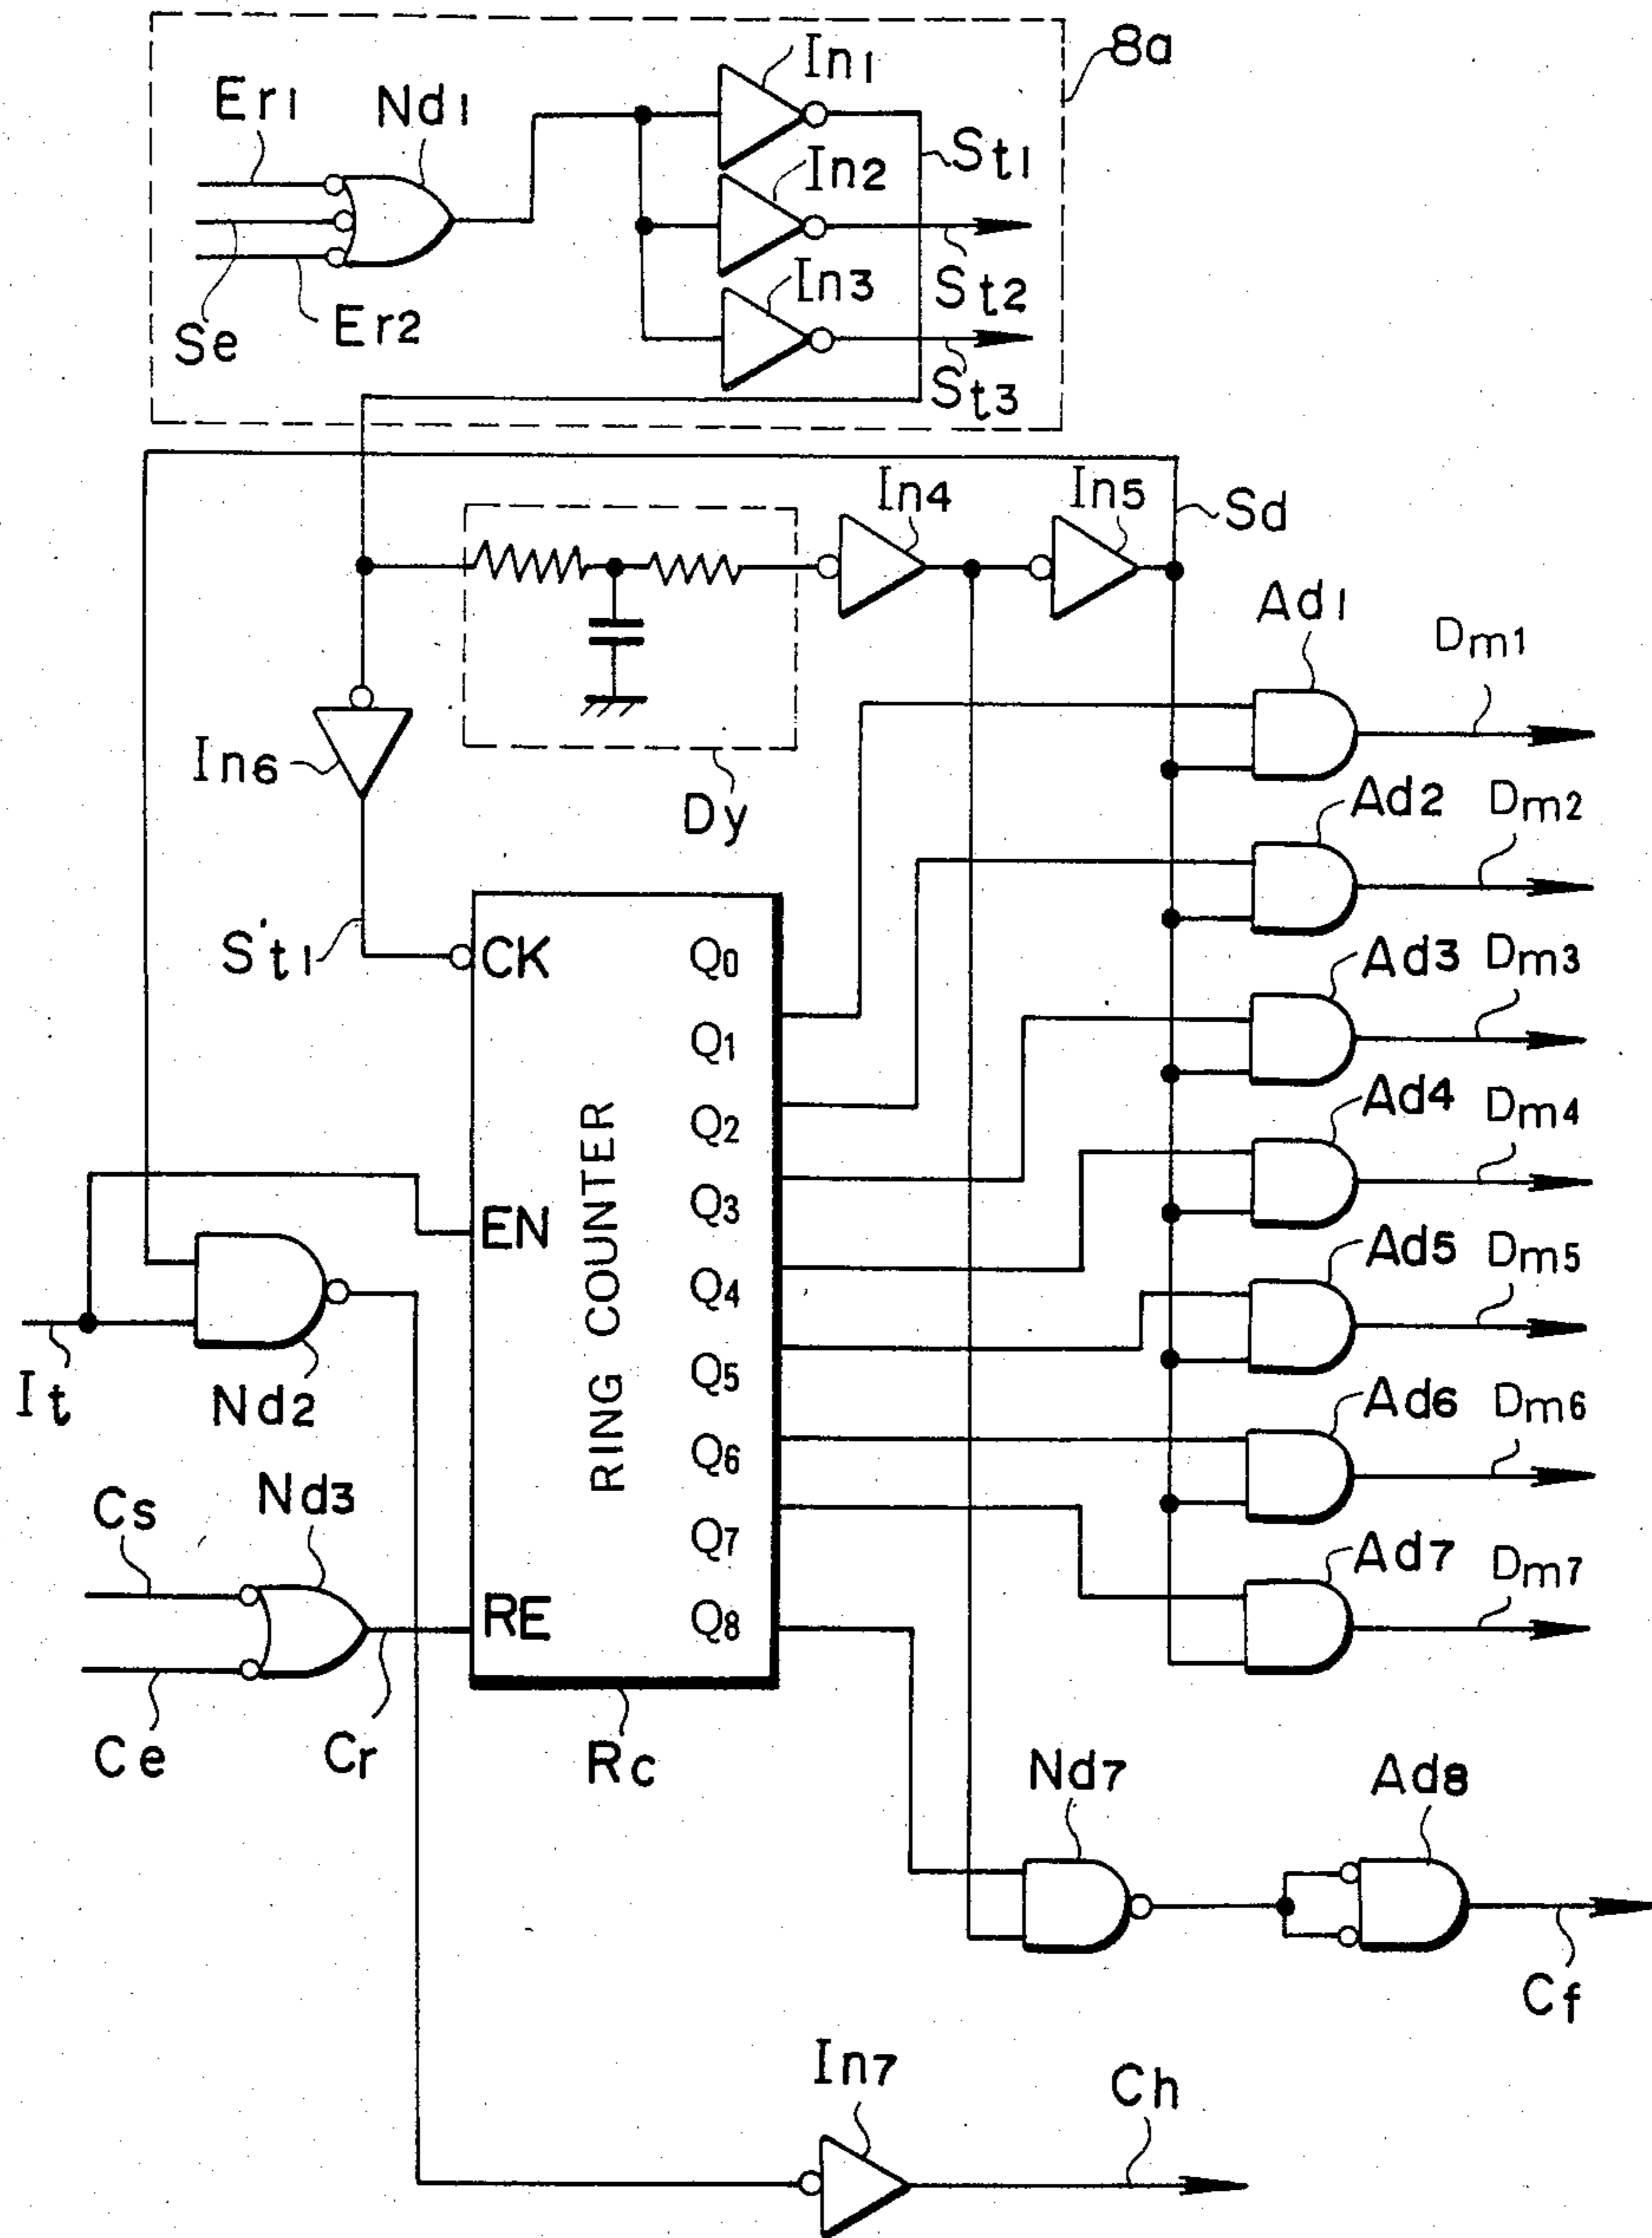 8a
In1
Er1
Nd1
St1
In2
Se
Er2
In3
St2
St3
In4
In5
Sd
Ad1
Dm1
In6
Dy
Ad2
Dm2
S't1
CK
Q0
Ad3
Dm3
Q1
Ad4
Dm4
Q2
EN
RING COUNTER
Q3
Ad5
Dm5
Q4
It
Nd2
Q5
Ad6
Dm6
Q6
Cs
Nd3
Q7
Ad7
Dm7
RE
Q8
Ce
Cr
Rc
Nd7
Ad8
Cf
In7
Ch